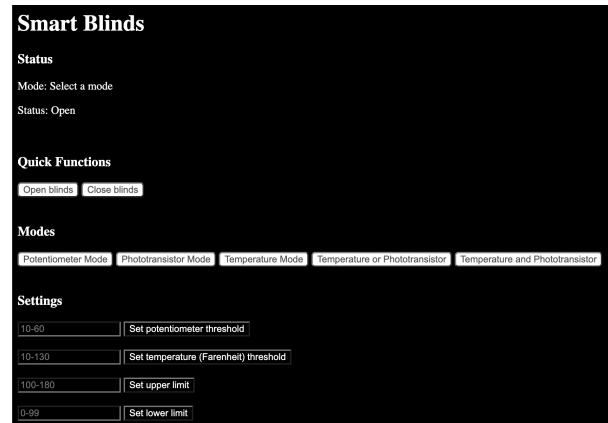 Smart Blinds
Status
Mode: Select a mode
Status: Open
Quick Functions
Open blinds Close blinds
Modes
Potentiometer Mode Phototransistor Mode Temperature Mode Temperature or Phototransistor Temperature and Phototransistor
Settings
10-60 Set potentiometer threshold
10-130 Set temperature (Farenheit) threshold
100-180 Set upper limit
0-99 Set lower limit